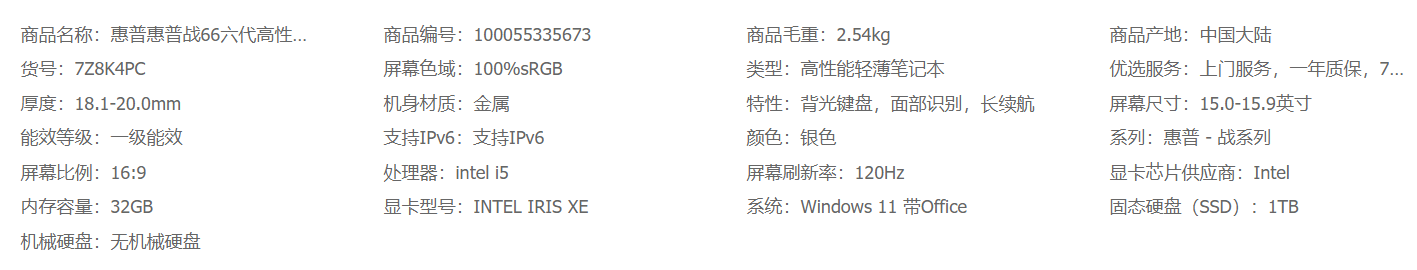 商品名称：惠普惠普战66六代高性... 商品编号：100055335673 商品毛重：2.54kg 商品产地：中国大陆
货号：7Z8K4PC 屏幕色域：100%sRGB 类型：高性能轻薄笔记本 优选服务：上门服务，一年质保，7...
厚度：18.1-20.0mm 机身材质：金属 特性：背光键盘，面部识别，长续航 屏幕尺寸：15.0-15.9英寸
能效等级：一级能效 支持IPv6：支持IPv6 颜色：银色 系列：惠普 - 战系列
屏幕比例：16:9 处理器：intel i5 屏幕刷新率：120Hz 显卡芯片供应商：Intel
内存容量：32GB 显卡型号：INTEL IRIS XE 系统：Windows 11 带Office 固态硬盘（SSD）：1TB
机械硬盘：无机械硬盘